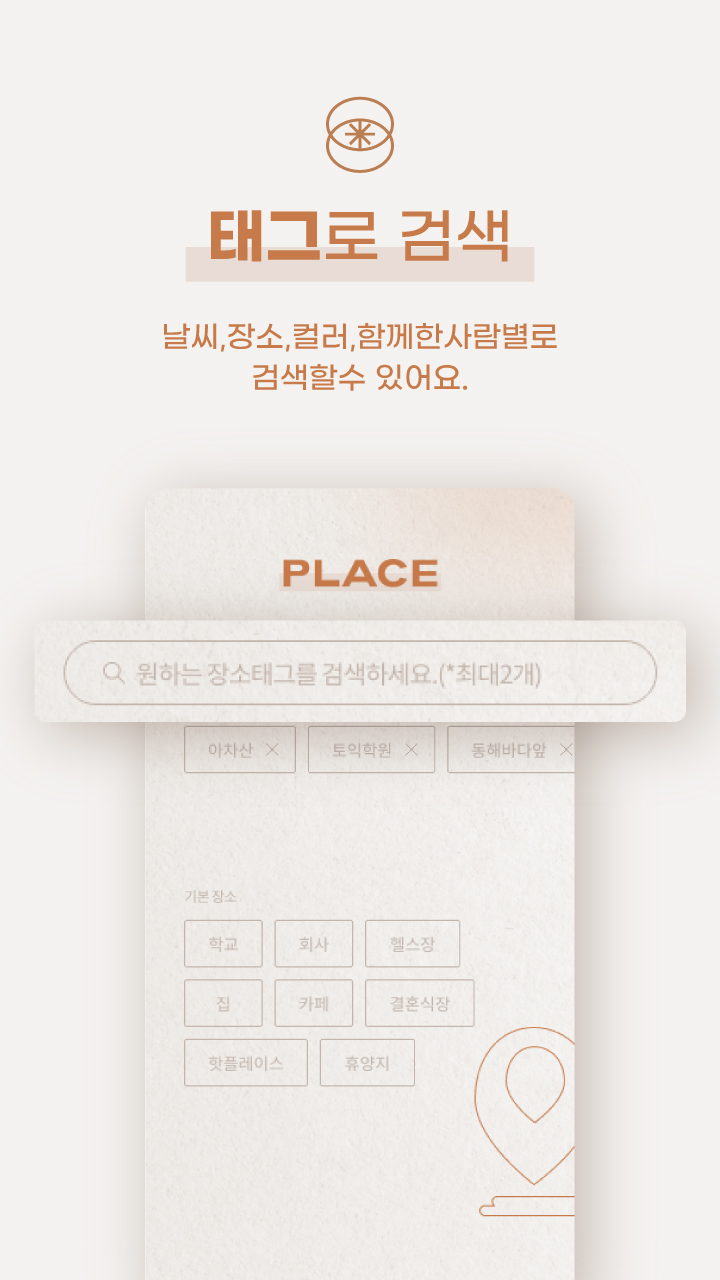 태그로 검색
날씨,장소,컬러,함께한사람별로
검색할수 있어요.
PLACE
원하는 장소태그를 검색하세요.(*최대2개)
아차산 토익학원 동해바다앞
기본 장소
학교 회사 헬스장
집 카페 결혼식장
핫플레이스 휴양지